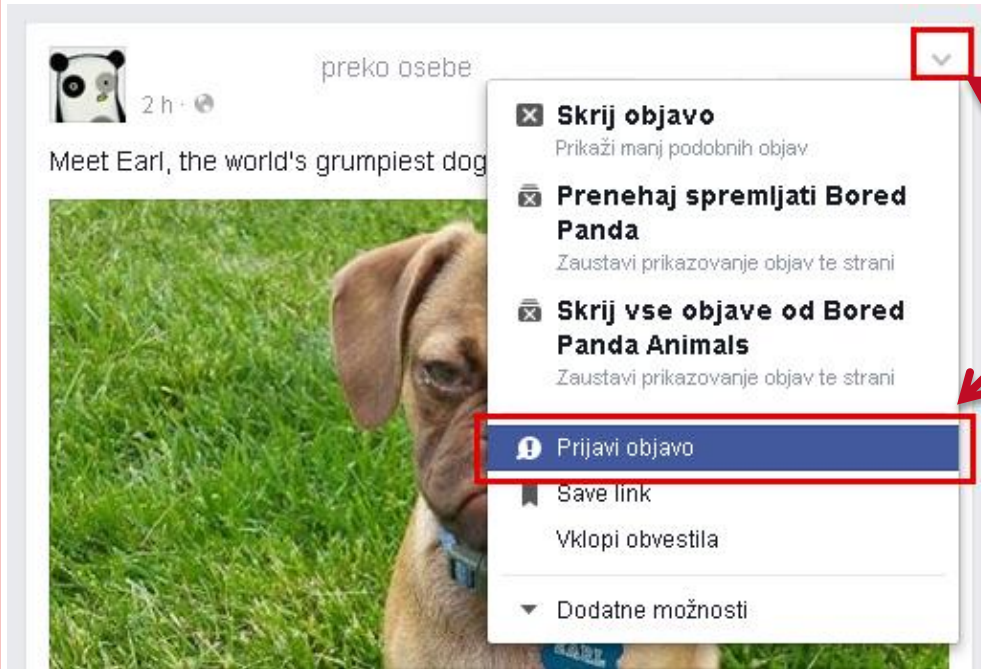 preko osebe
2 h ·
Meet Earl, the world's grumpiest dog
Skrij objavo
Prikaži manj podobnih objav
Prenehaj spremljati Bored
Panda
Zaustavi prikazovanje objav te strani
Skrij vse objave od Bored
Panda Animals
Zaustavi prikazovanje objav te strani
Prijavi objavo
Save link
Vklopi obvestila
Dodatne možnosti
EARL